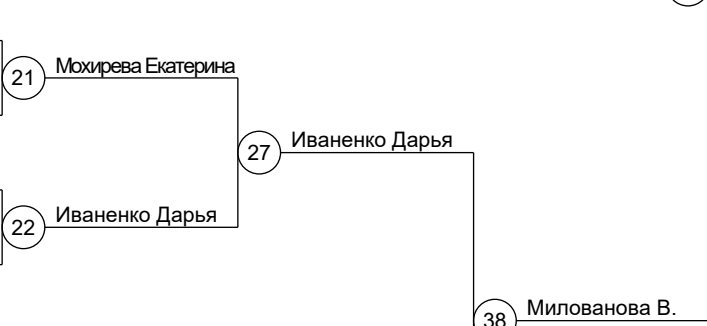 21 Мохирева Екатерина
27 Иваненко Дарья
22 Иваненко Дарья
38 Милованова В.